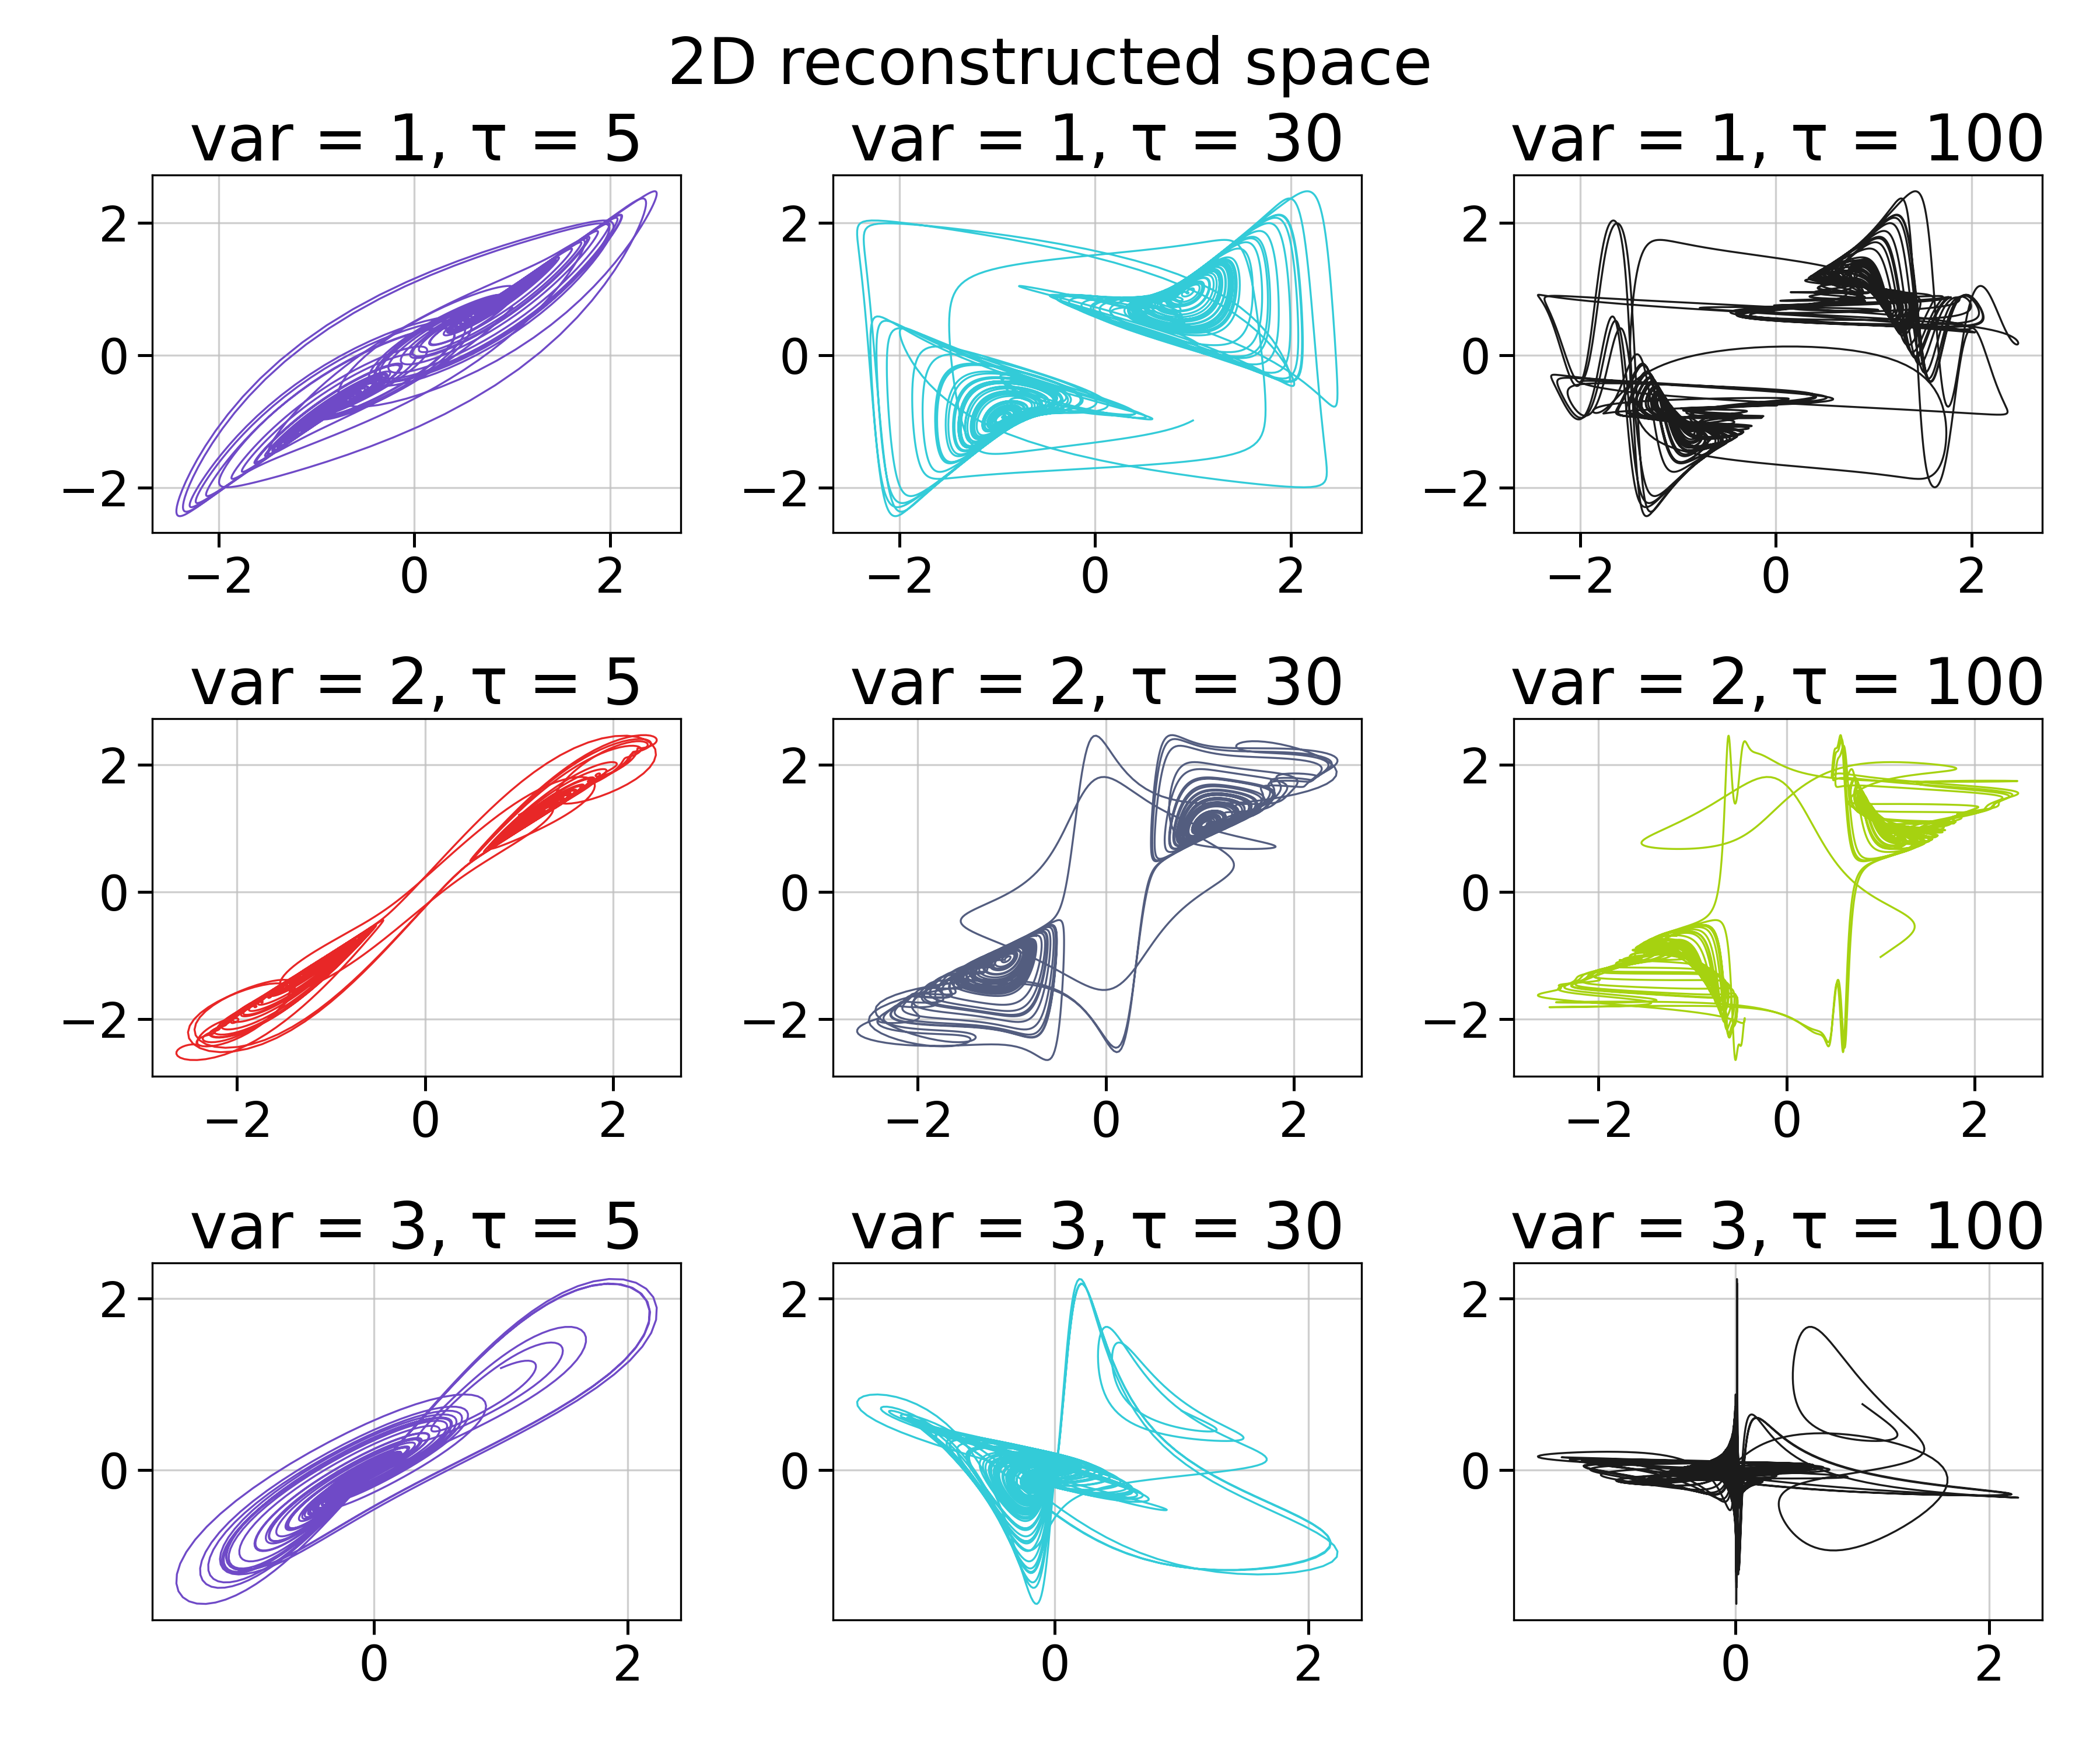 2D reconstructed space
var = 1, τ = 5
var = 1, τ = 30
var = 1, τ = 100
2
0
−2
−2 0 2
2
0
−2
−2 0 2
2
0
−2
−2 0 2
var = 2, τ = 5
var = 2, τ = 30
var = 2, τ = 100
2
0
−2
−2 0 2
2
0
−2
−2 0 2
2
0
−2
−2 0 2
var = 3, τ = 5
var = 3, τ = 30
var = 3, τ = 100
2
0
0 2
2
0
0 2
2
0
0 2